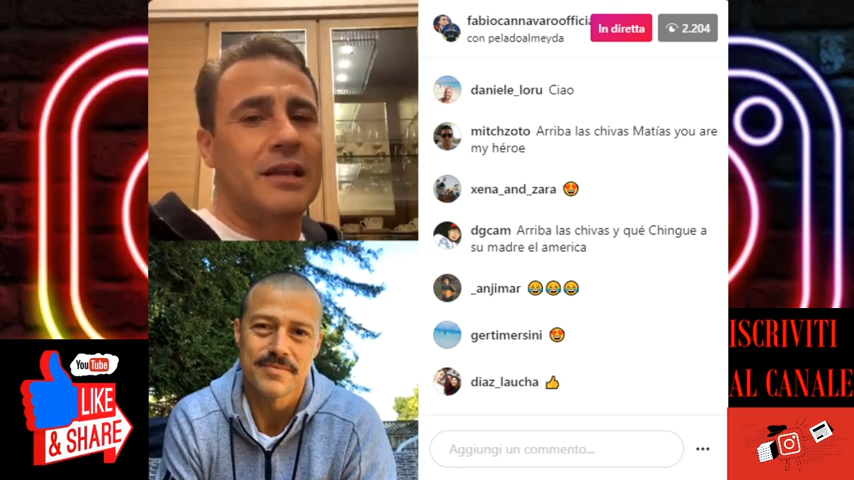 fabiocannavaroofficia
con peladoalmeyda
In diretta
2.204
daniele_loru Ciao
mitchzoto Arriba las chivas Matías you are
my héroe
xena_and_zara 😍
dgcam Arriba las chivas y qué Chingue a
su madre el america
_anjimar 😂😂😂
gertimersini 😍
diaz_laucha 👍
Aggiungi un commento...
YouTube
LIKE
& SHARE
ISCRIVITI
AL CANALE